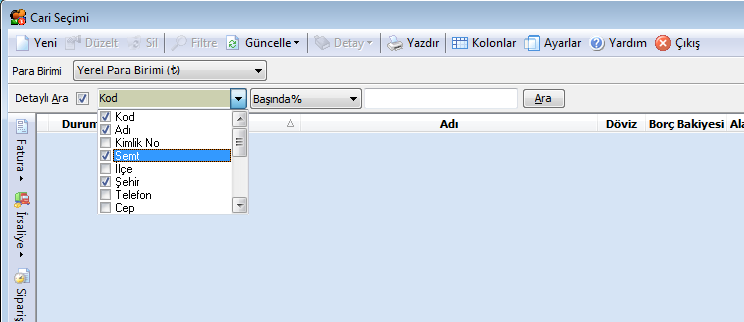 Cari Seçimi
Yeni Düzelt Sil Filtre Güncelle Detay Yazdır Kolonlar Ayarlar Yardım Çıkış
Para Birimi Yerel Para Birimi (₺)
Detaylı Ara Kod Başında% Ara
Durum Adı Döviz Borç Bakiyesi Ala
Kod
Adı
Kimlik No
Semt
İlçe
Şehir
Telefon
Cep
Fatura
İrsaliye
Sipariş